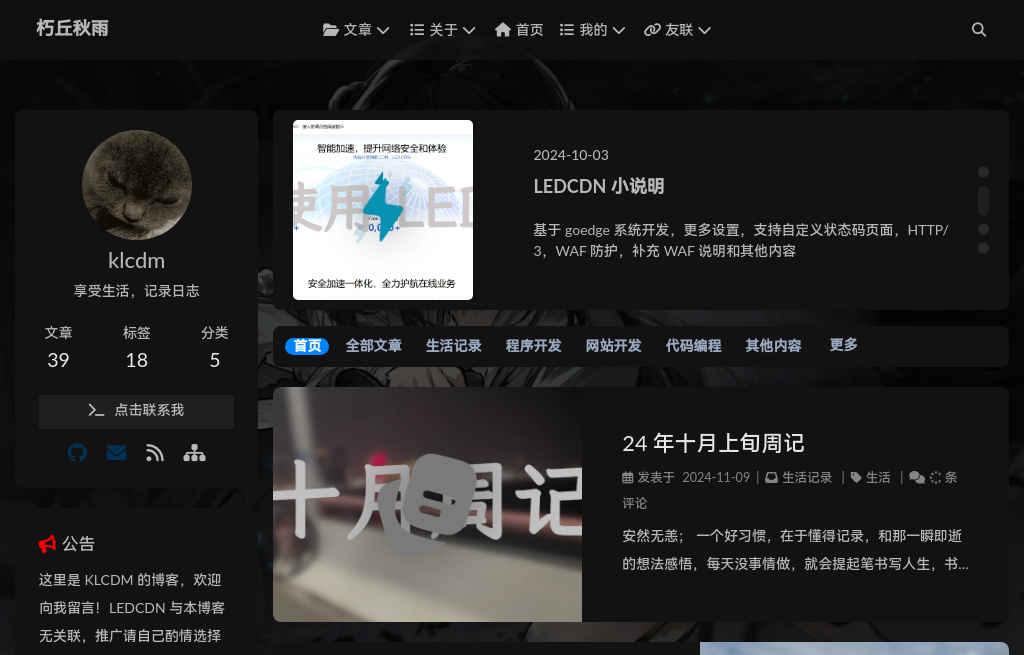 朽丘秋雨
文章
关于
首页
我的
友联
klcdm
享受生活，记录日志
文章
标签
分类
39
18
5
点击联系我
公告
这里是 KLCDM 的博客，欢迎
向我留言！LEDCDN 与本博客
无关联，推广请自己酌情选择
智能加速，提升网络安全和体验
使用 LED
安全加速一体化，全力护航在线业务
2024-10-03
LEDCDN 小说明
基于 goedge 系统开发，更多设置，支持自定义状态码页面，HTTP/
3，WAF 防护，补充 WAF 说明和其他内容
首页
全部文章
生活记录
程序开发
网站开发
代码编程
其他内容
更多
十月周记
24 年十月上旬周记
发表于 2024-11-09 | 生活记录 | 生活 | 条
评论
安然无恙； 一个好习惯，在于懂得记录，和那一瞬即逝
的想法感悟，每天没事情做，就会提起笔书写人生，书...